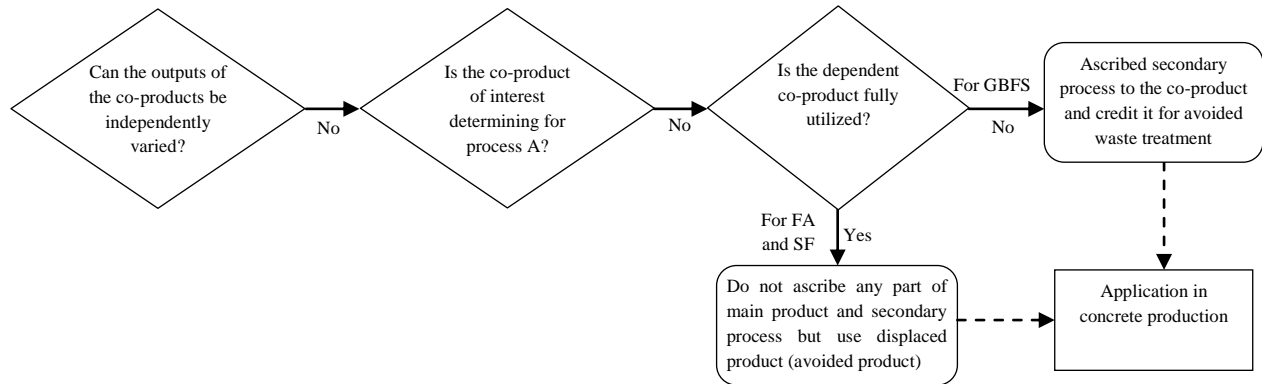 Can the outputs of
the co-products be
independently
varied?
No
Is the co-product
of interest
determining for
process A?
No
Is the dependent
co-product fully
utilized?
For GBFS
No
Ascribed secondary
process to the co-product
and credit it for avoided
waste treatment
For FA
and SF
Yes
Do not ascribe any part of
main product and secondary
process but use displaced
product (avoided product)
Application in
concrete production